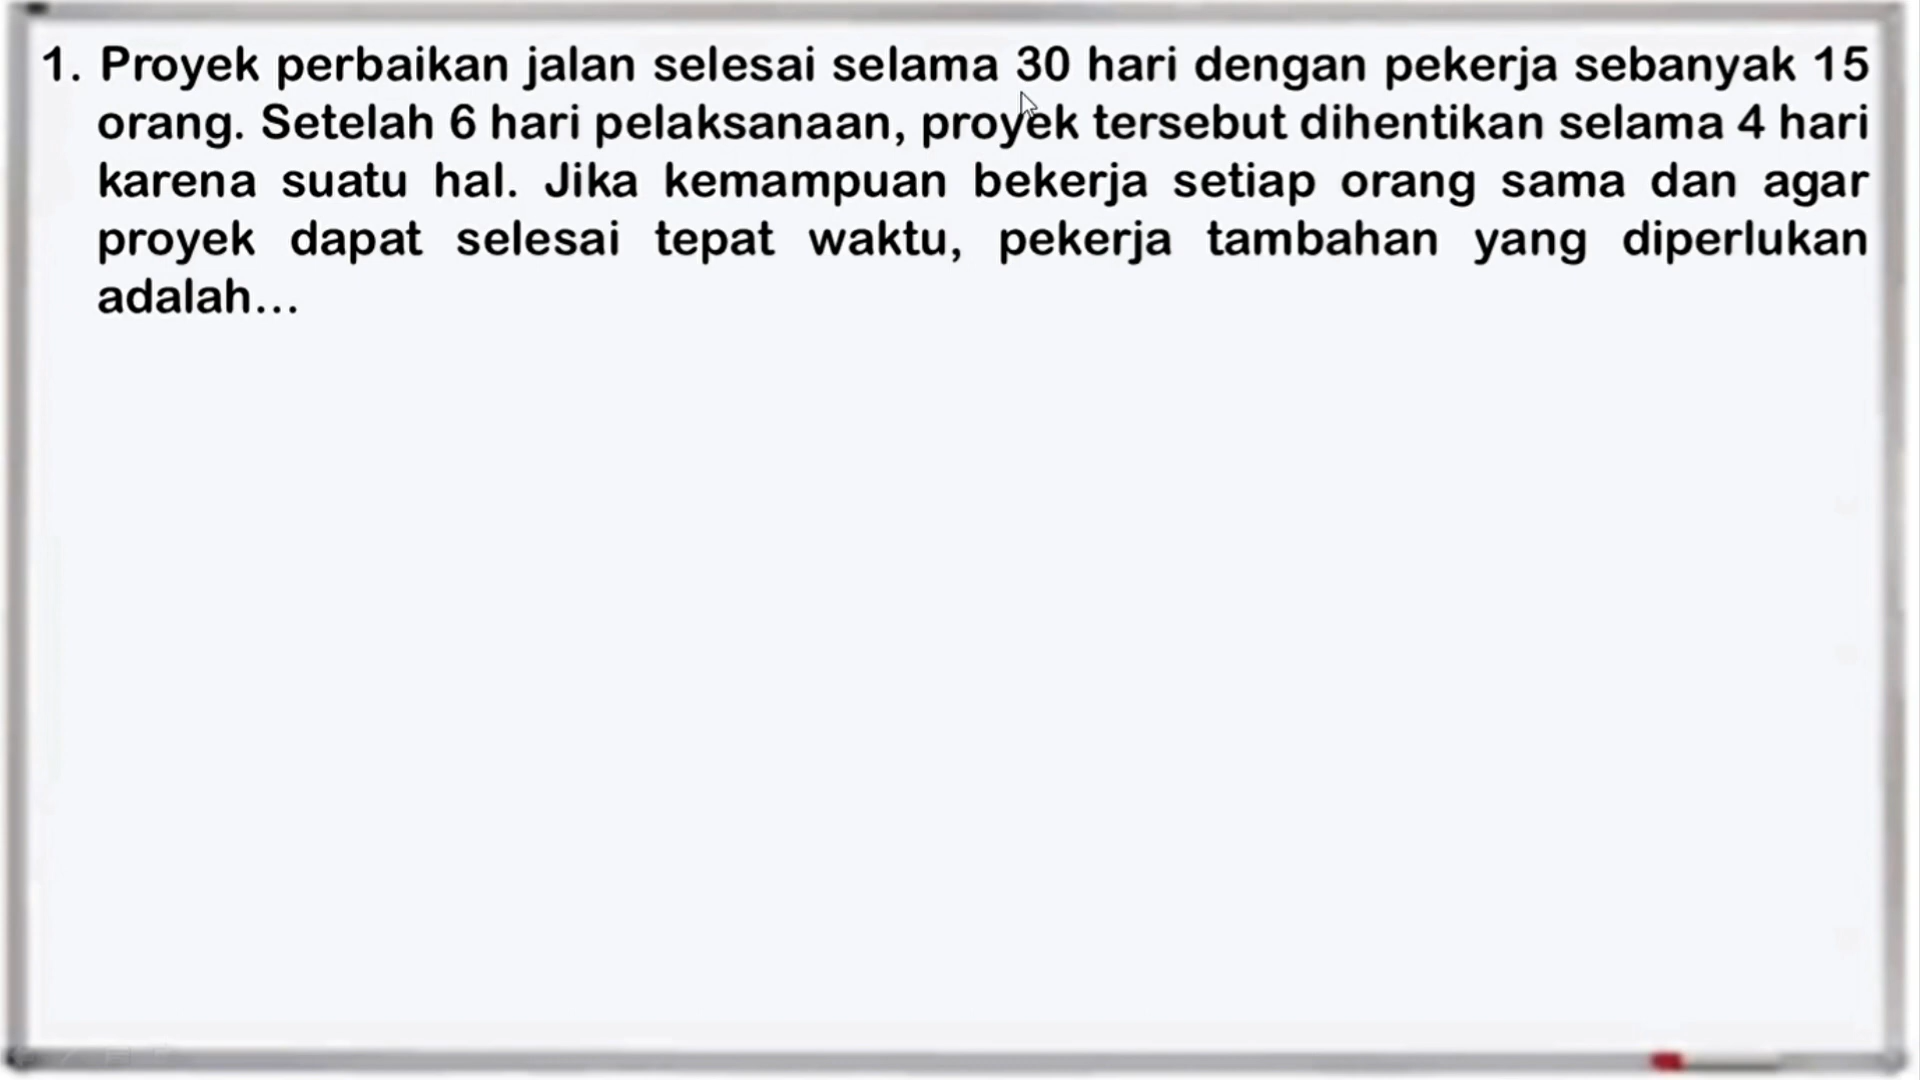 1. Proyek perbaikan jalan selesai selama 30 hari dengan pekerja sebanyak 15
orang. Setelah 6 hari pelaksanaan, proyek tersebut dihentikan selama 4 hari
karena suatu hal. Jika kemampuan bekerja setiap orang sama dan agar
proyek dapat selesai tepat waktu, pekerja tambahan yang diperlukan
adalah...